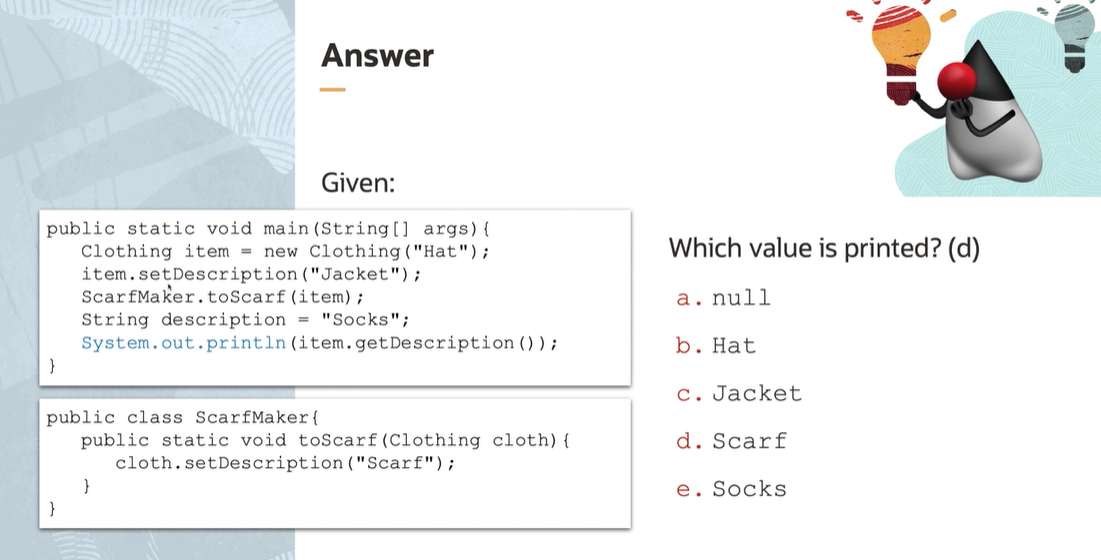 Answer
Given:
public static void main(String[] args){
Clothing item = new Clothing("Hat");
item.setDescription("Jacket");
ScarfMaker.toScarf(item);
String description = "Socks";
System.out.println(item.getDescription());
}
public class ScarfMaker{
public static void toScarf(Clothing cloth){
cloth.setDescription("Scarf");
}
}
Which value is printed? (d)
a. null
b. Hat
c. Jacket
d. Scarf
e. Socks